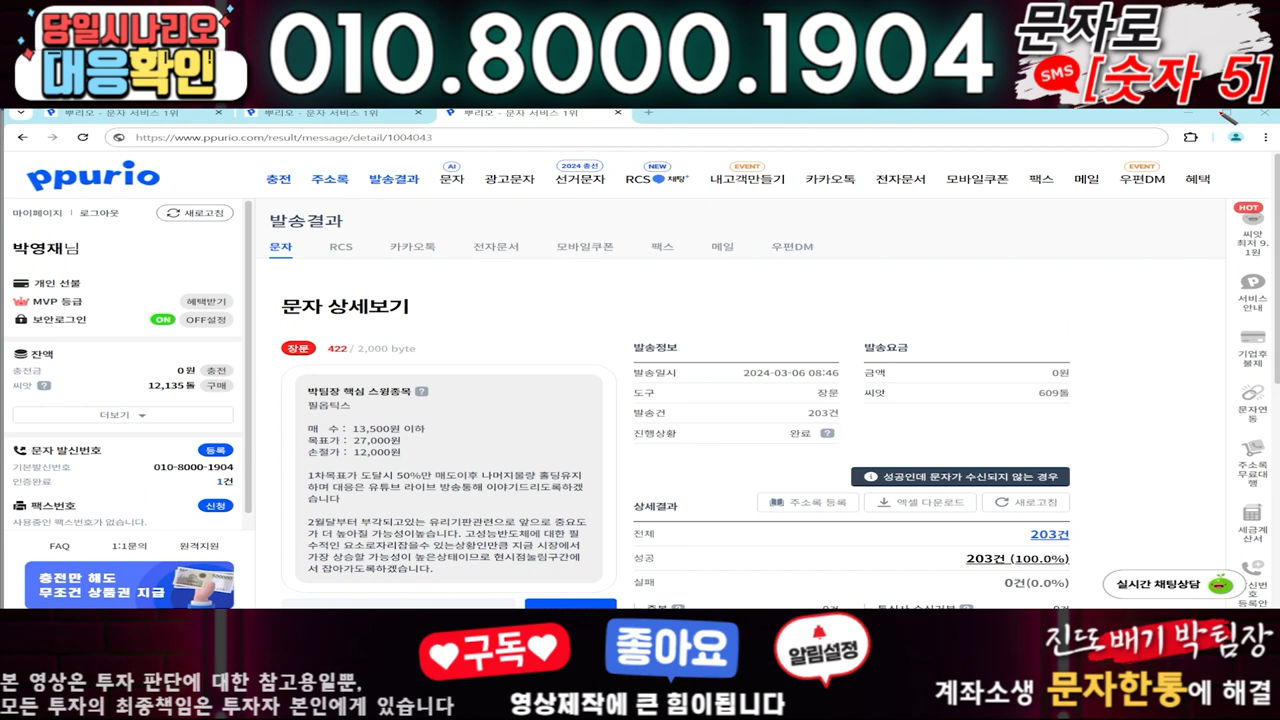 당일시나리오
대응확인
010.8000.1904
문자로
SMS [숫자 5]
뿌리오 - 문자 서비스 1위
뿌리오 - 문자 서비스 1위
뿌리오 - 문자 서비스 1위
https://www.ppurio.com/result/message/detail/1004043
ppurio
충전 주소록 발송결과 AI 문자 광고문자 2024 총선 선거문자 NEW RCS 채팅+ EVENT 내고객만들기 카카오톡 전자문서 모바일쿠폰 팩스 메일 EVENT 우편DM 혜택
마이페이지 | 로그아웃 새로고침
박영재님
개인 선불
MVP 등급 혜택받기
보안로그인 ON OFF설정
잔액
충전금 0원 충전
씨앗 ? 12,135톨 구매
더보기
문자 발신번호 등록
기본발신번호 010-8000-1904
인증완료 1건
팩스번호 신청
사용중인 팩스번호가 없습니다.
FAQ 1:1문의 원격지원
충전만 해도
무조건 상품권 지급
발송결과
문자 RCS 카카오톡 전자문서 모바일쿠폰 팩스 메일 우편DM
문자 상세보기
장문 422 / 2,000 byte
박팀장 핵심 스윙종목 ?
필옵틱스
매 수 : 13,500원 이하
목표가 : 27,000원
손절가 : 12,000원
1차목표가 도달시 50%만 매도이후 나머지물량 홀딩유지
하며 대응은 유튜브 라이브 방송통해 이야기드리도록하겠
습니다
2월달부터 부각되고있는 유리기판관련으로 앞으로 중요도
가 더 높아질 가능성이높습니다. 고성능반도체에 대한 필
수적인 요소로자리잡을수 있는상황인만큼 지금 시장에서
가장 상승할 가능성이 높은상태이므로 현시점눌림구간에
서 잡아가도록하겠습니다.
발송정보
발송일시 2024-03-06 08:46
도구 장문
발송건 203건
진행상황 완료 ?
발송요금
금액 0원
씨앗 609톨
성공인데 문자가 수신되지 않는 경우
상세결과 주소록 등록 엑셀 다운로드 새로고침
전체 203건
성공 203건 (100.0%)
실패 0건(0.0%)
HOT
씨앗
최저 9.
1원
서비스
안내
기업후
불제
문자연
동
주소록
무료대
행
세금계
산서
발신번
호
등록안
실시간 채팅상담
본 영상은 투자 판단에 대한 참고용일뿐,
모든 투자의 최종책임은 투자자 본인에게 있습니다
구독
좋아요
알림설정
영상제작에 큰 힘이됩니다
진또배기 박팀장
계좌소생 문자한통에 해결